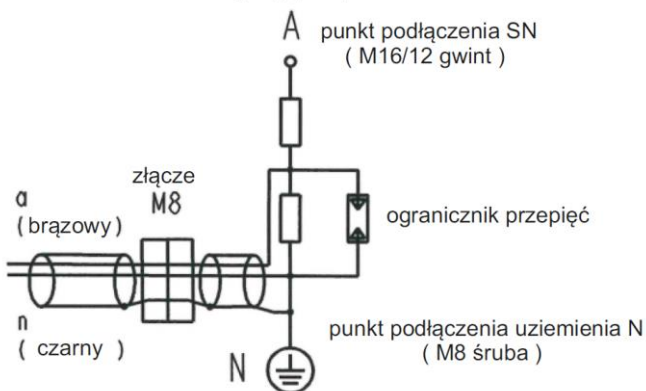 A
punkt podłączenia SN
( M16/12 gwint )
złącze
M8
a
(brązowy)
ogranicznik przepięć
n
( czarny )
punkt podłączenia uziemienia N
( M8 śruba )
N